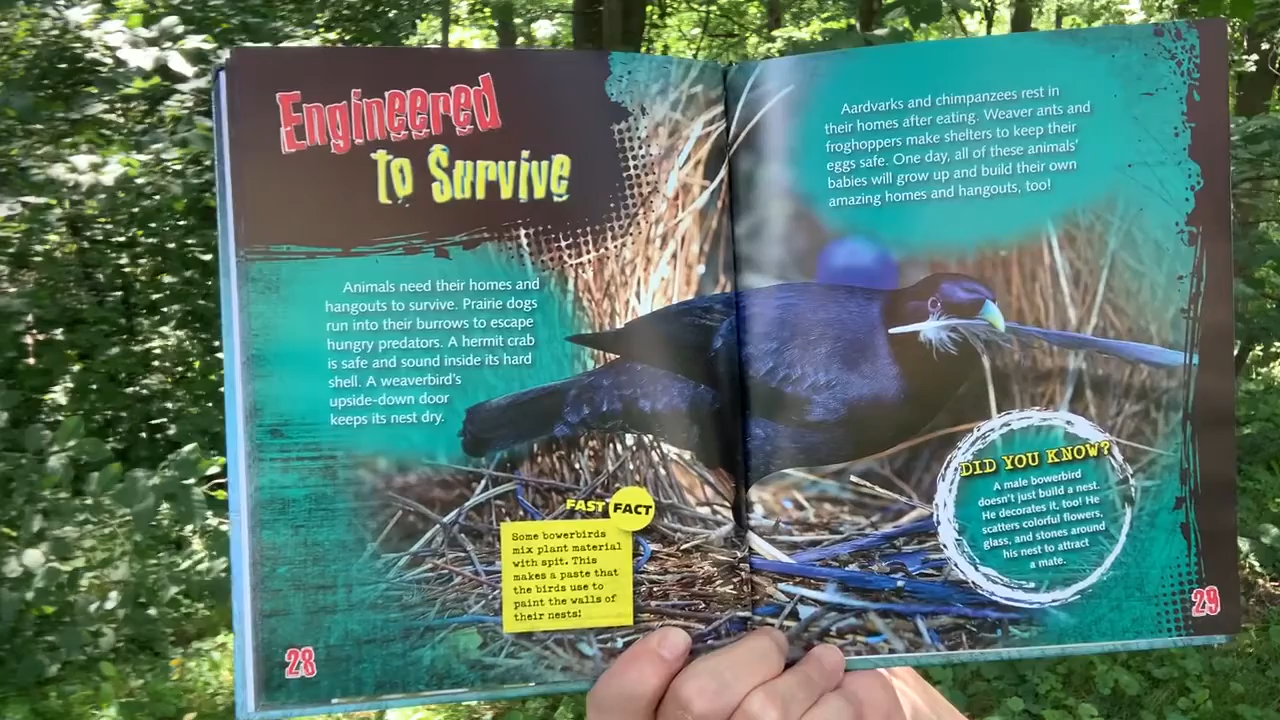 Engineered
to Survive
Animals need their homes and
hangouts to survive. Prairie dogs
run into their burrows to escape
hungry predators. A hermit crab
is safe and sound inside its hard
shell. A weaverbird's
upside-down door
keeps its nest dry.
FAST FACT
Some bowerbirds
mix plant material
with spit. This
makes a paste that
the birds use to
paint the walls of
their nests!
28
Aardvarks and chimpanzees rest in
their homes after eating. Weaver ants and
froghoppers make shelters to keep their
eggs safe. One day, all of these animals'
babies will grow up and build their own
amazing homes and hangouts, too!
DID YOU KNOW?
A male bowerbird
doesn't just build a nest.
He decorates it, too! He
scatters colorful flowers,
glass, and stones around
his nest to attract
a mate.
29